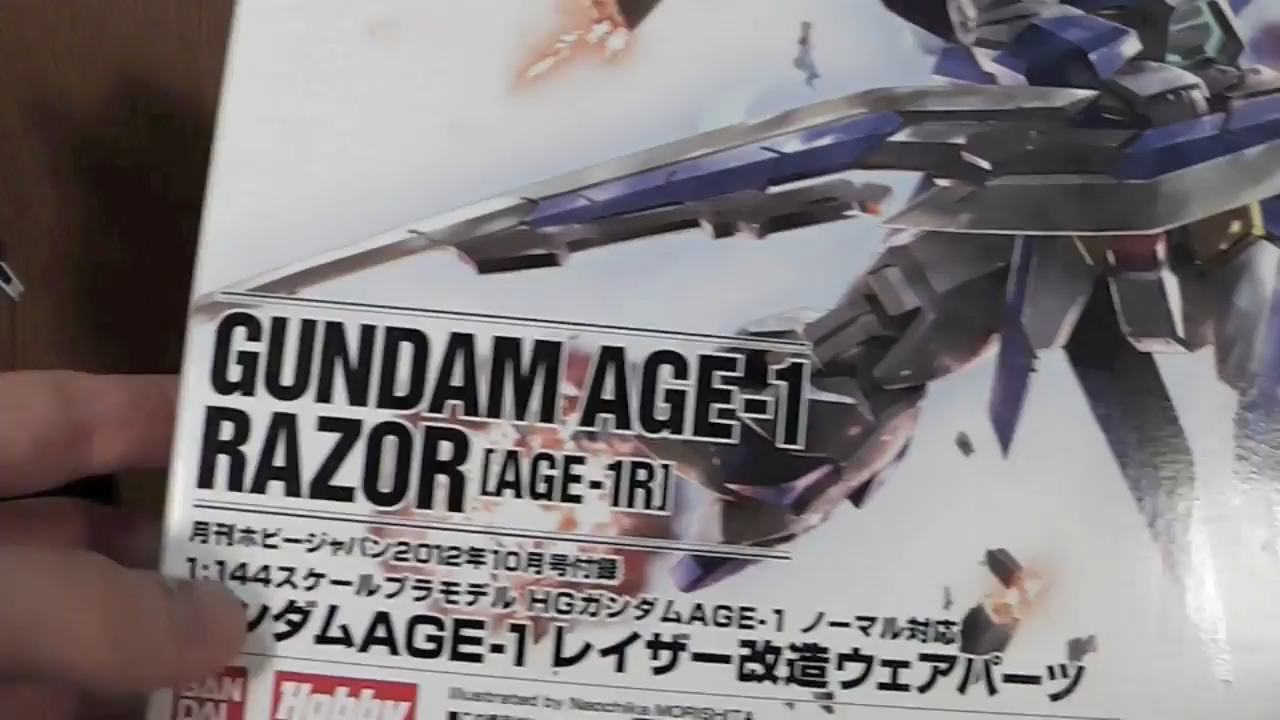 GUNDAM AGE-1
RAZOR [AGE-1R]
月刊ホビージャパン2012年10月号付録
1:144スケールプラモデル HGガンダムAGE-1 ノーマル対応
ンダムAGE-1 レイザー改造ウェアパーツ
BAN
DAI
Hobby
Illustrated by Naochika MORISHITA